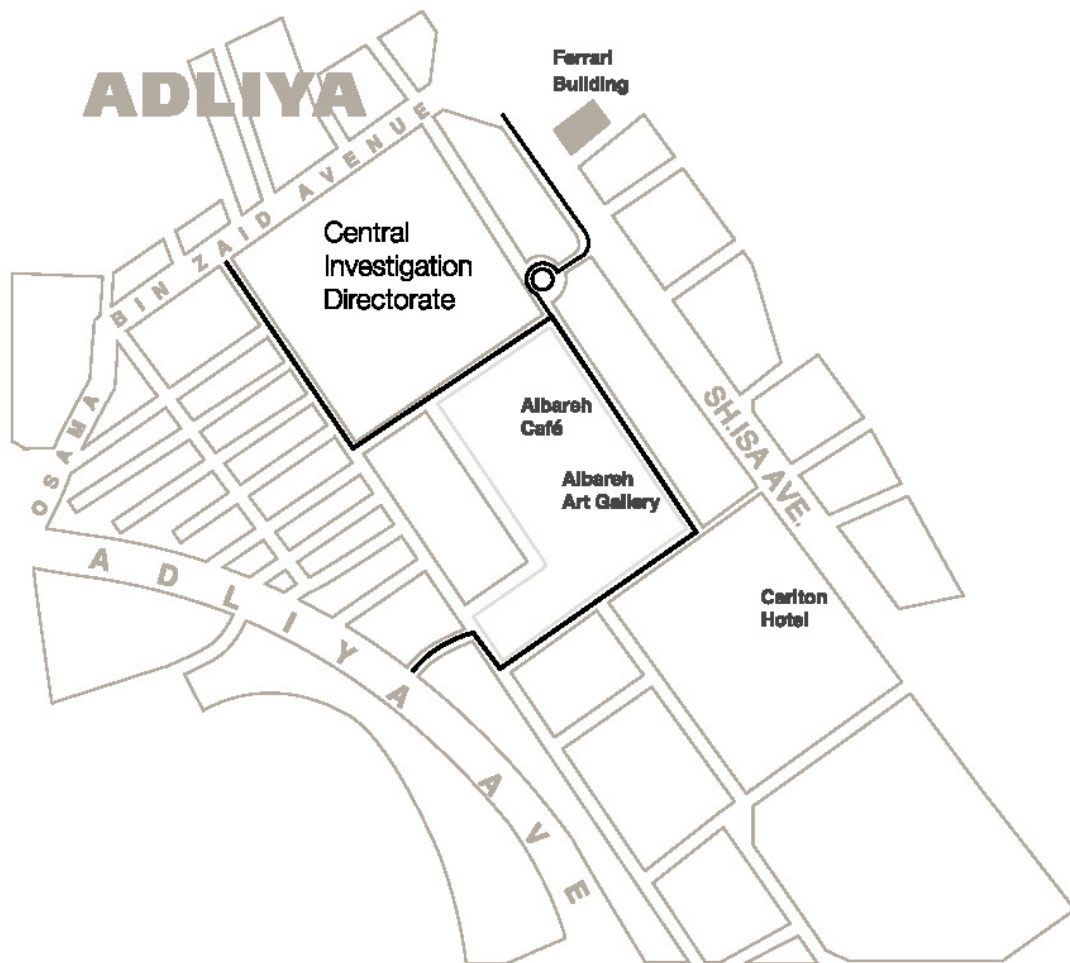 ADLIYA
Ferrari
Building
OSAMA BIN ZAID AVENUE
Central
Investigation
Directorate
Albareh
Café
Albareh
Art Gallery
SH.ISA AVE.
Carlton
Hotel
ADLIYA AVE